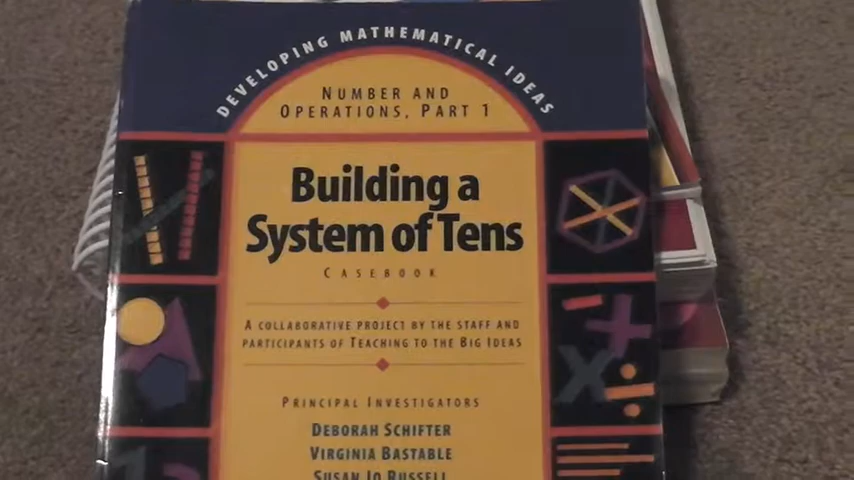 DEVELOPING MATHEMATICAL IDEAS
NUMBER AND
OPERATIONS, PART 1
Building a
System of Tens
CASEBOOK
A COLLABORATIVE PROJECT BY THE STAFF AND
PARTICIPANTS OF TEACHING TO THE BIG IDEAS
PRINCIPAL INVESTIGATORS
DEBORAH SCHIFTER
VIRGINIA BASTABLE
SUSAN JO RUSSELL